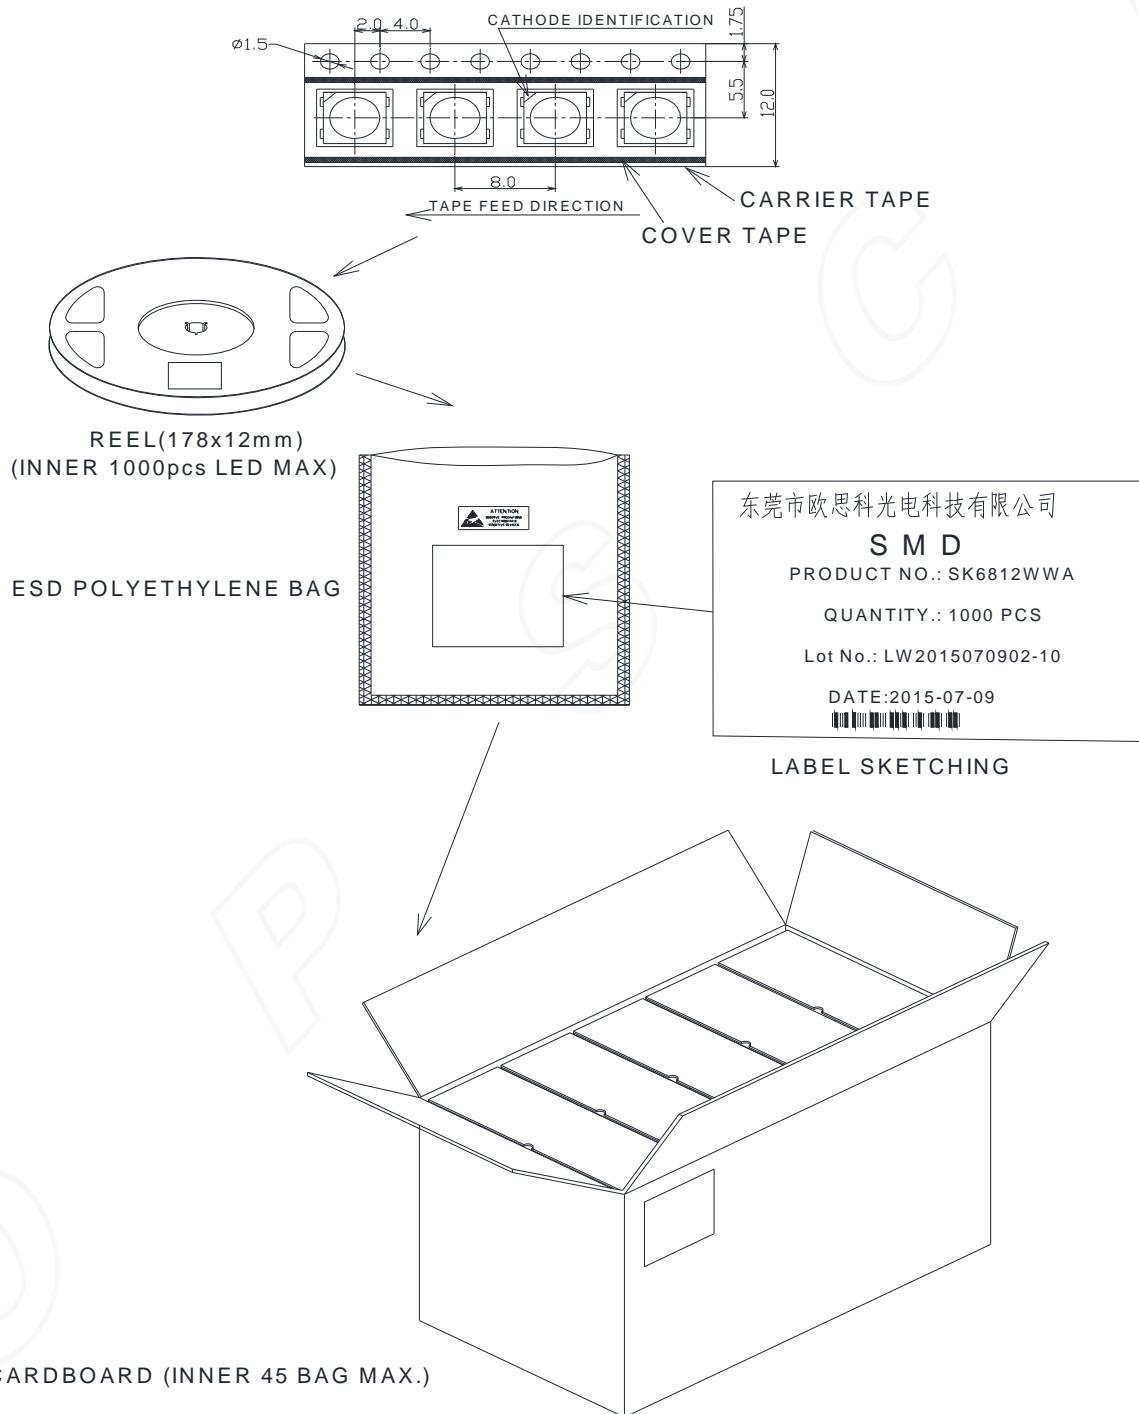 CATHODE IDENTIFICATION
2.0
4.0
1.75
Ø1.5
5.5
12.0
8.0
TAPE FEED DIRECTION
CARRIER TAPE
COVER TAPE
REEL(178x12mm)
(INNER 1000pcs LED MAX)
ATTENTION
ESD POLYETHYLENE BAG
东莞市欧思科光电科技有限公司
SMD
PRODUCT NO.: SK6812WWA
QUANTITY.: 1000 PCS
Lot No.: LW2015070902-10
DATE:2015-07-09
LABEL SKETCHING
CARDBOARD (INNER 45 BAG MAX.)
O P S C